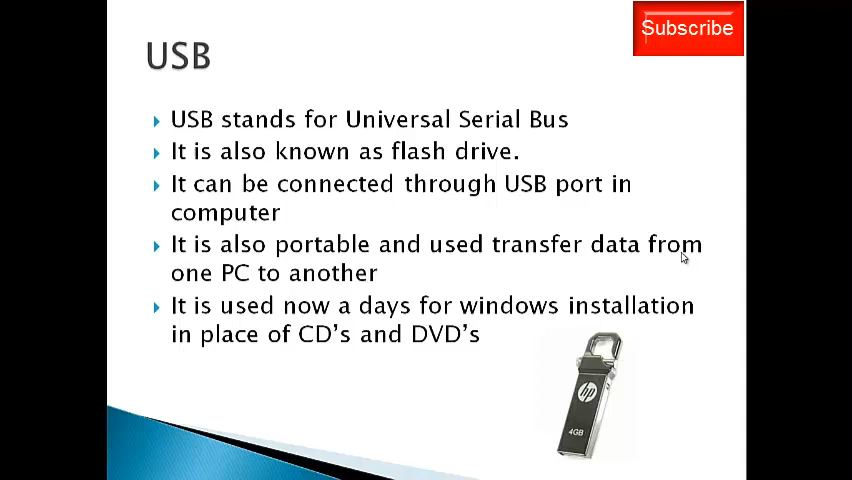 Subscribe
USB
USB stands for Universal Serial Bus
It is also known as flash drive.
It can be connected through USB port in
computer
It is also portable and used transfer data from
one PC to another
It is used now a days for windows installation
in place of CD’s and DVD’s
hp
4GB